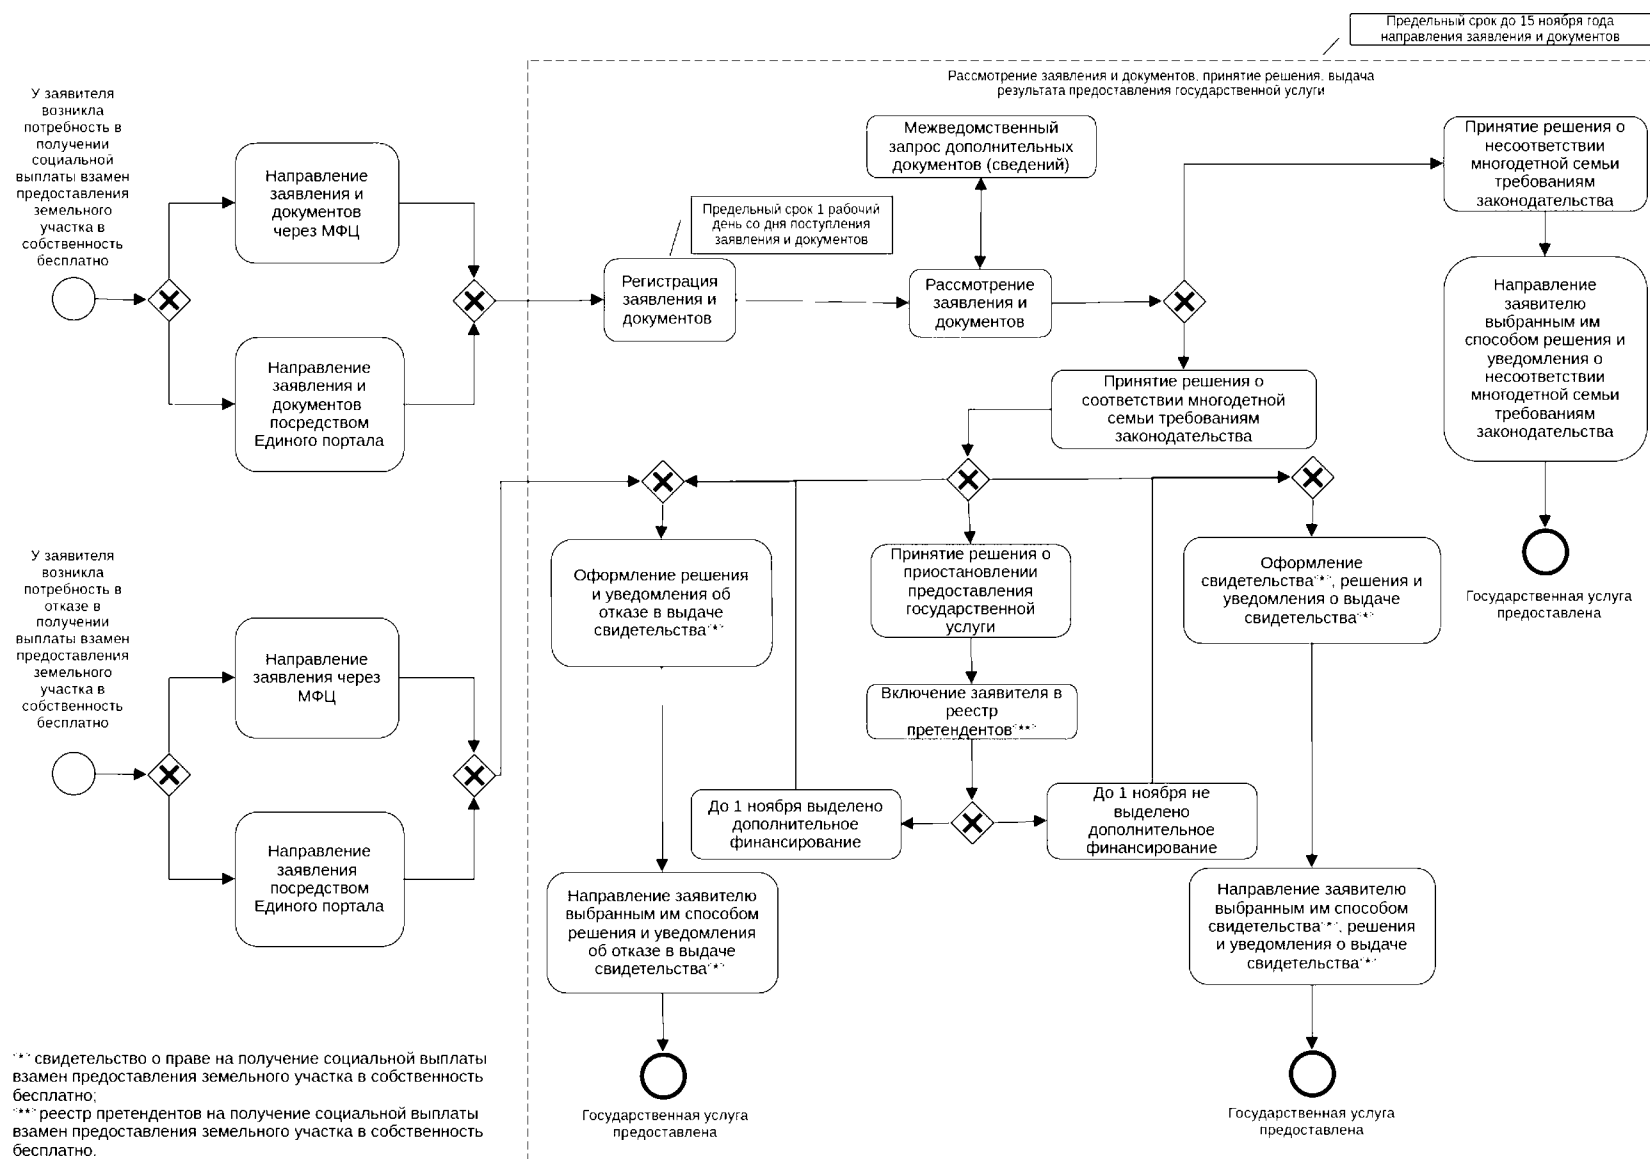 Предельный срок до 15 ноября года
направления заявления и документов
Рассмотрение заявления и документов, принятие решения, выдача
результата предоставления государственной услуги
У заявителя
возникла
потребность в
получении
социальной
выплаты взамен
предоставления
земельного
участка в
собственность
бесплатно
Направление
заявления и
документов
через МФЦ
Направление
заявления и
документов
посредством
Единого портала
Предельный срок 1 рабочий
день со дня поступления
заявления и документов
Регистрация
заявления и
документов
Межведомственный
запрос дополнительных
документов (сведений)
Рассмотрение
заявления и
документов
Принятие решения о
несоответствии
многодетной семьи
требованиям
законодательства
Направление
заявителю
выбранным им
способом решения и
уведомления о
несоответствии
многодетной семьи
требованиям
законодательства
Государственная услуга
предоставлена
Принятие решения о
соответствии многодетной
семьи требованиям
законодательства
У заявителя
возникла
потребность в
отказе в
получении
выплаты взамен
предоставления
земельного
участка в
собственность
бесплатно
Направление
заявления через
МФЦ
Направление
заявления
посредством
Единого портала
Оформление решения
и уведомления об
отказе в выдаче
свидетельства"*"
Принятие решения о
приостановлении
предоставления
государственной
услуги
Включение заявителя в
реестр
претендентов"**"
Оформление
свидетельства"*", решения и
уведомления о выдаче
свидетельства"*"
До 1 ноября выделено
дополнительное
финансирование
До 1 ноября не
выделено
дополнительное
финансирование
Направление заявителю
выбранным им способом
решения и уведомления
об отказе в выдаче
свидетельства"*"
Направление заявителю
выбранным им способом
свидетельства"*", решения
и уведомления о выдаче
свидетельства"*"
Государственная услуга
предоставлена
Государственная услуга
предоставлена
"*" свидетельство о праве на получение социальной выплаты
взамен предоставления земельного участка в собственность
бесплатно;
"**" реестр претендентов на получение социальной выплаты
взамен предоставления земельного участка в собственность
бесплатно.